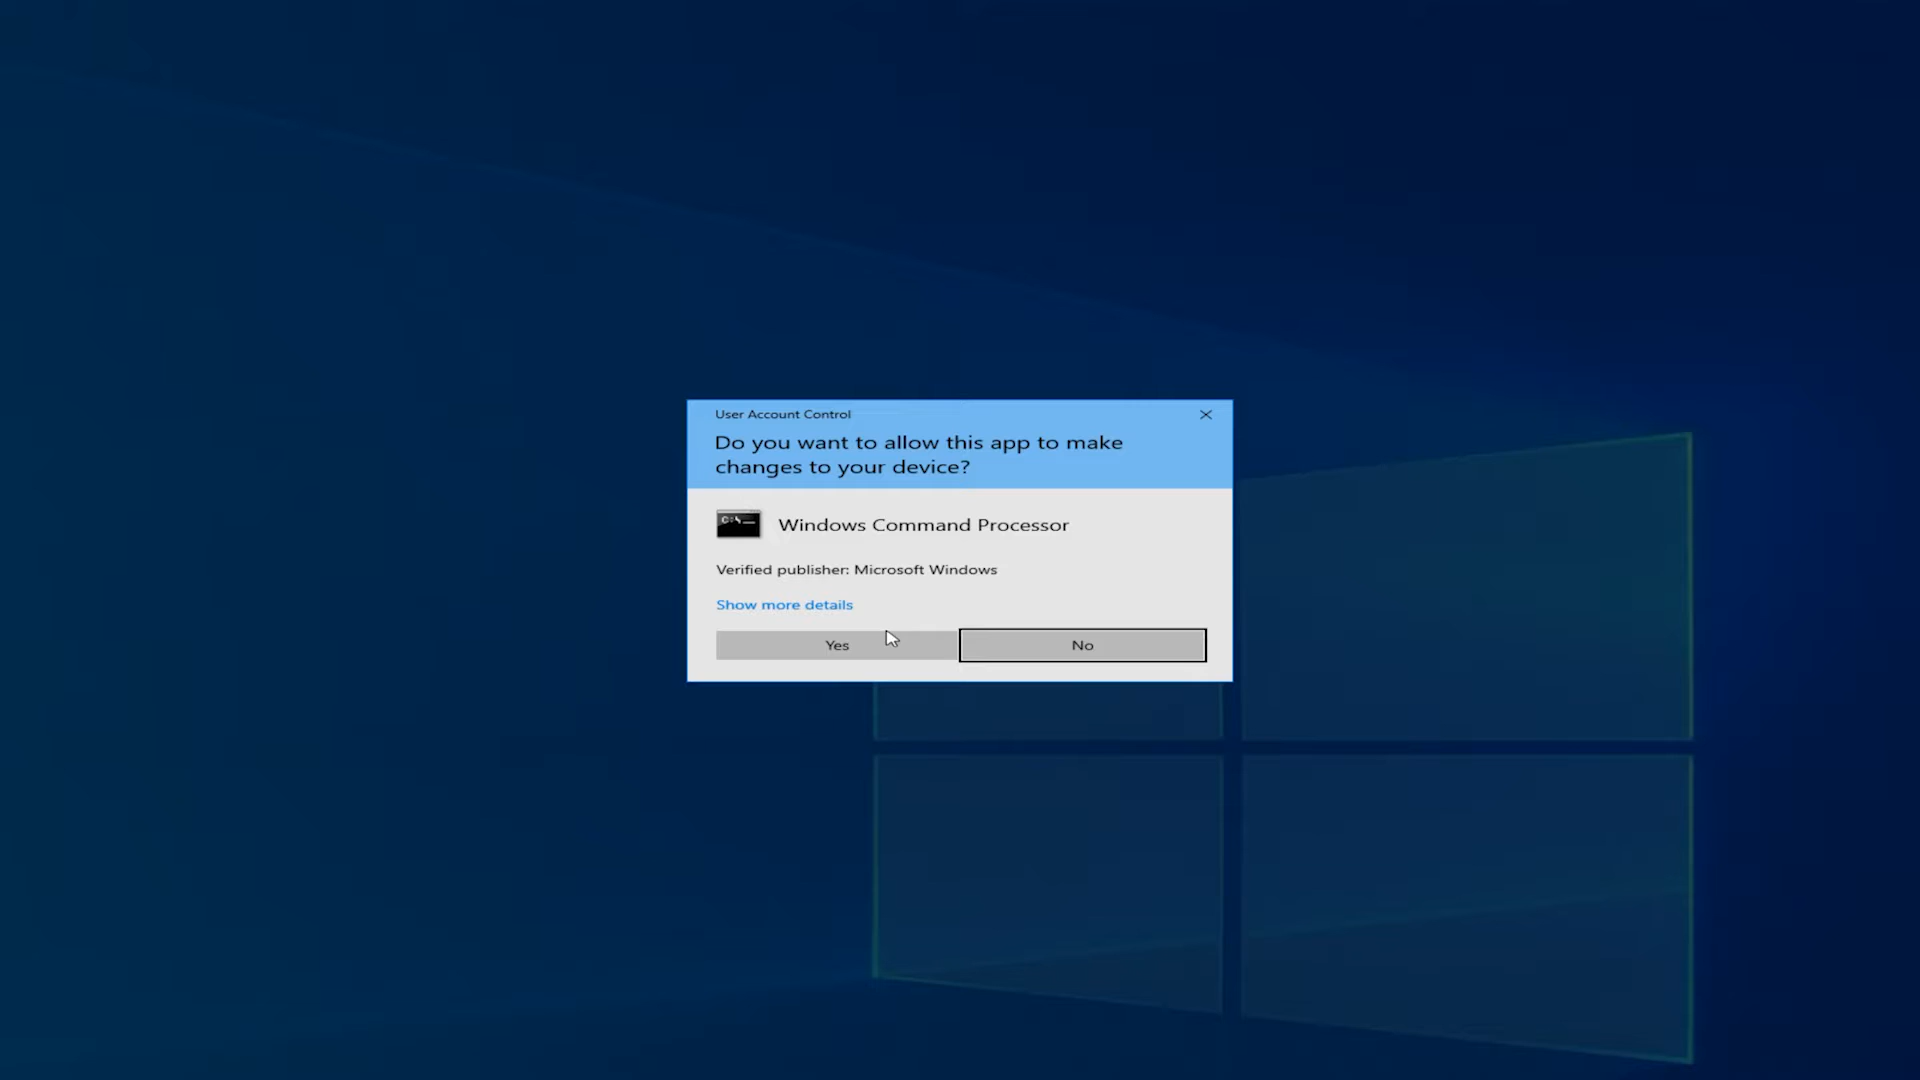 User Account Control
Do you want to allow this app to make
changes to your device?
C:\_
Windows Command Processor
Verified publisher: Microsoft Windows
Show more details
Yes
No